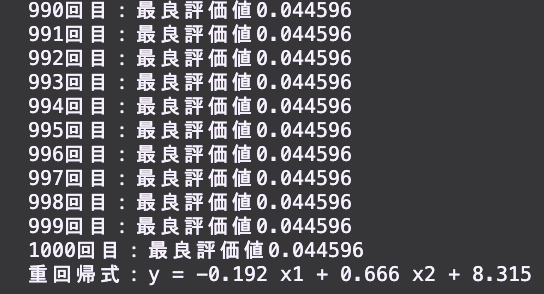 990回目：最良評価値0.044596
991回目：最良評価値0.044596
992回目：最良評価値0.044596
993回目：最良評価値0.044596
994回目：最良評価値0.044596
995回目：最良評価値0.044596
996回目：最良評価値0.044596
997回目：最良評価値0.044596
998回目：最良評価値0.044596
999回目：最良評価値0.044596
1000回目：最良評価値0.044596
重回帰式：y = -0.192 x1 + 0.666 x2 + 8.315